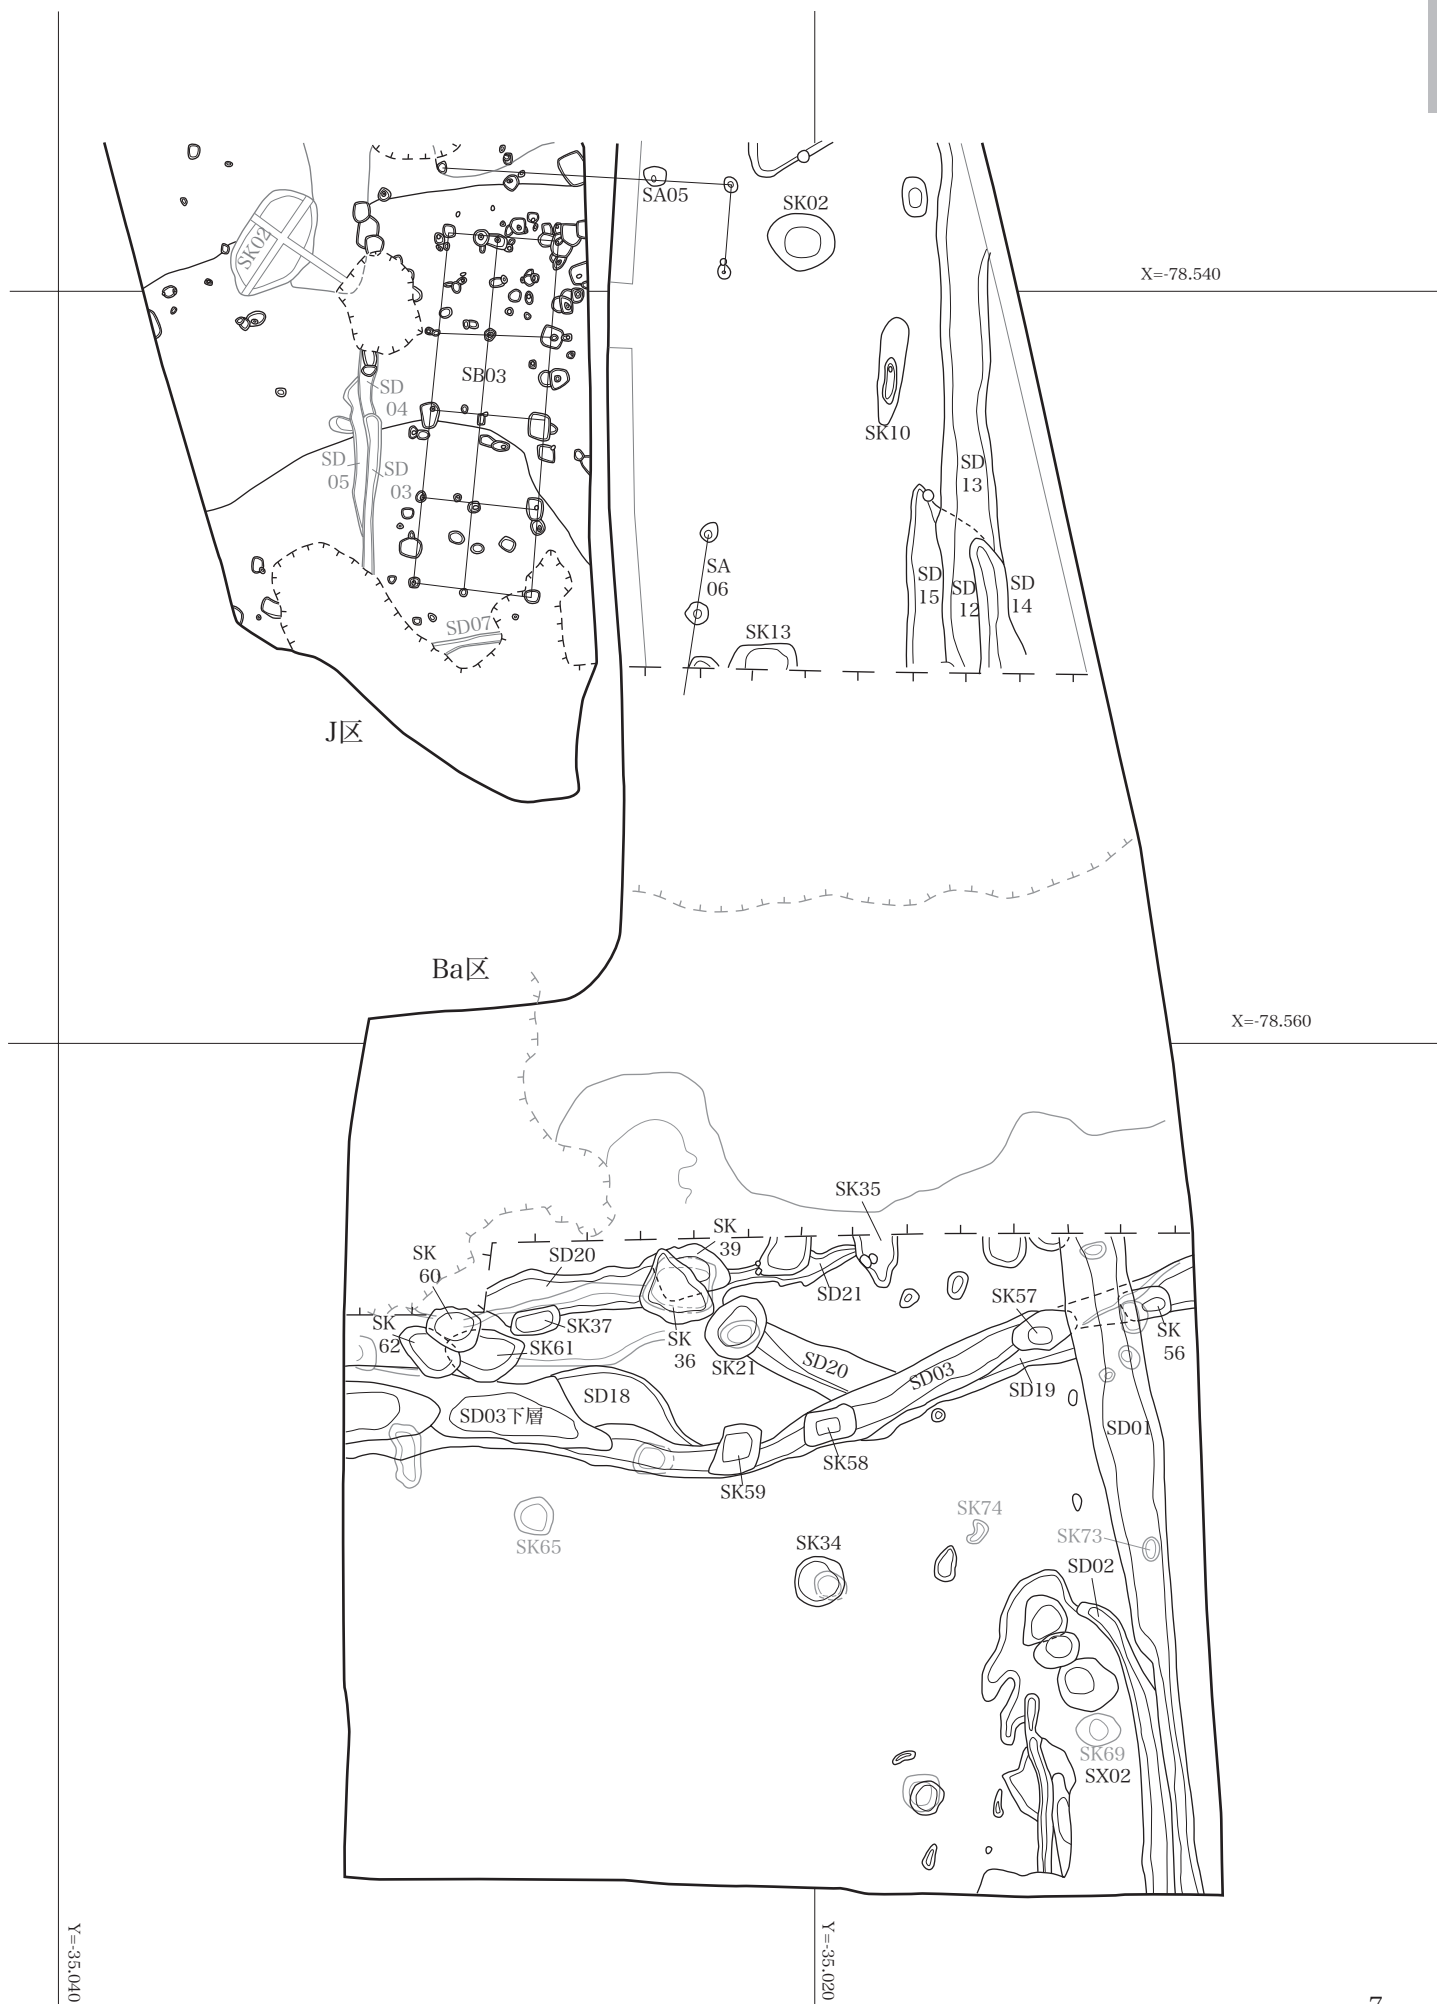 SA05
SK02
SK02
X=-78.540
SB03
SD
04
SK10
SD
05
SD
03
SD
13
SA
06
SD
15
SD
12
SD
14
SD07
SK13
J区
Ba区
X=-78.560
SK35
SK
39
SK
60
SD20
SD21
SK57
SK
62
SK37
SK61
SK
36
SK21
SD20
SD03
SD19
SK
56
SD18
SD03下層
SD01
SK58
SK59
SK74
SK65
SK34
SK73
SD02
SK69
SX02
Y=-35.040
Y=-35.020
7